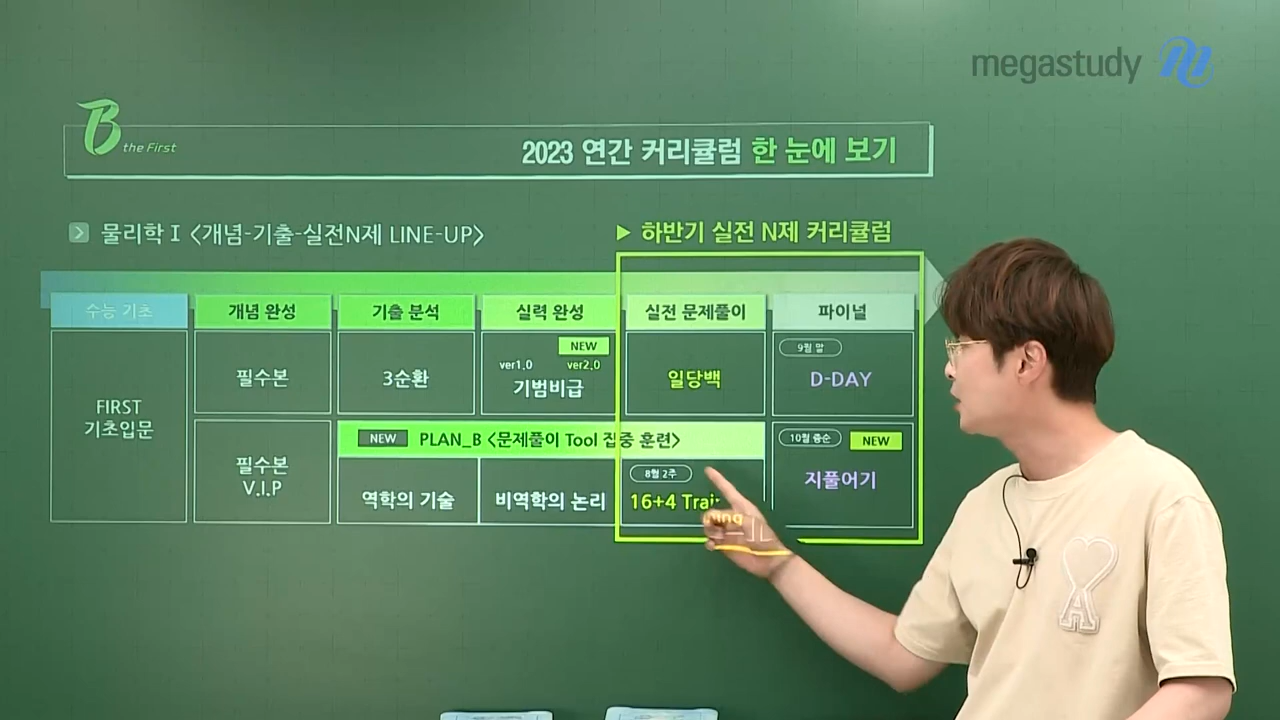 megastudy
B the First
2023 연간 커리큘럼 한 눈에 보기
물리학 I <개념-기출-실전N제 LINE-UP>
▶ 하반기 실전 N제 커리큘럼
수능 기초
개념 완성
기출 분석
실력 완성
실전 문제풀이
파이널
FIRST
기초입문
필수본
3순환
NEW
ver1.0 ver2.0
기범비급
일당백
9월 말
D-DAY
필수본
V.I.P
NEW PLAN_B <문제풀이 Tool 집중 훈련>
역학의 기술
비역학의 논리
8월 2주
16+4 Training
10월 중순 NEW
지풀어기
A